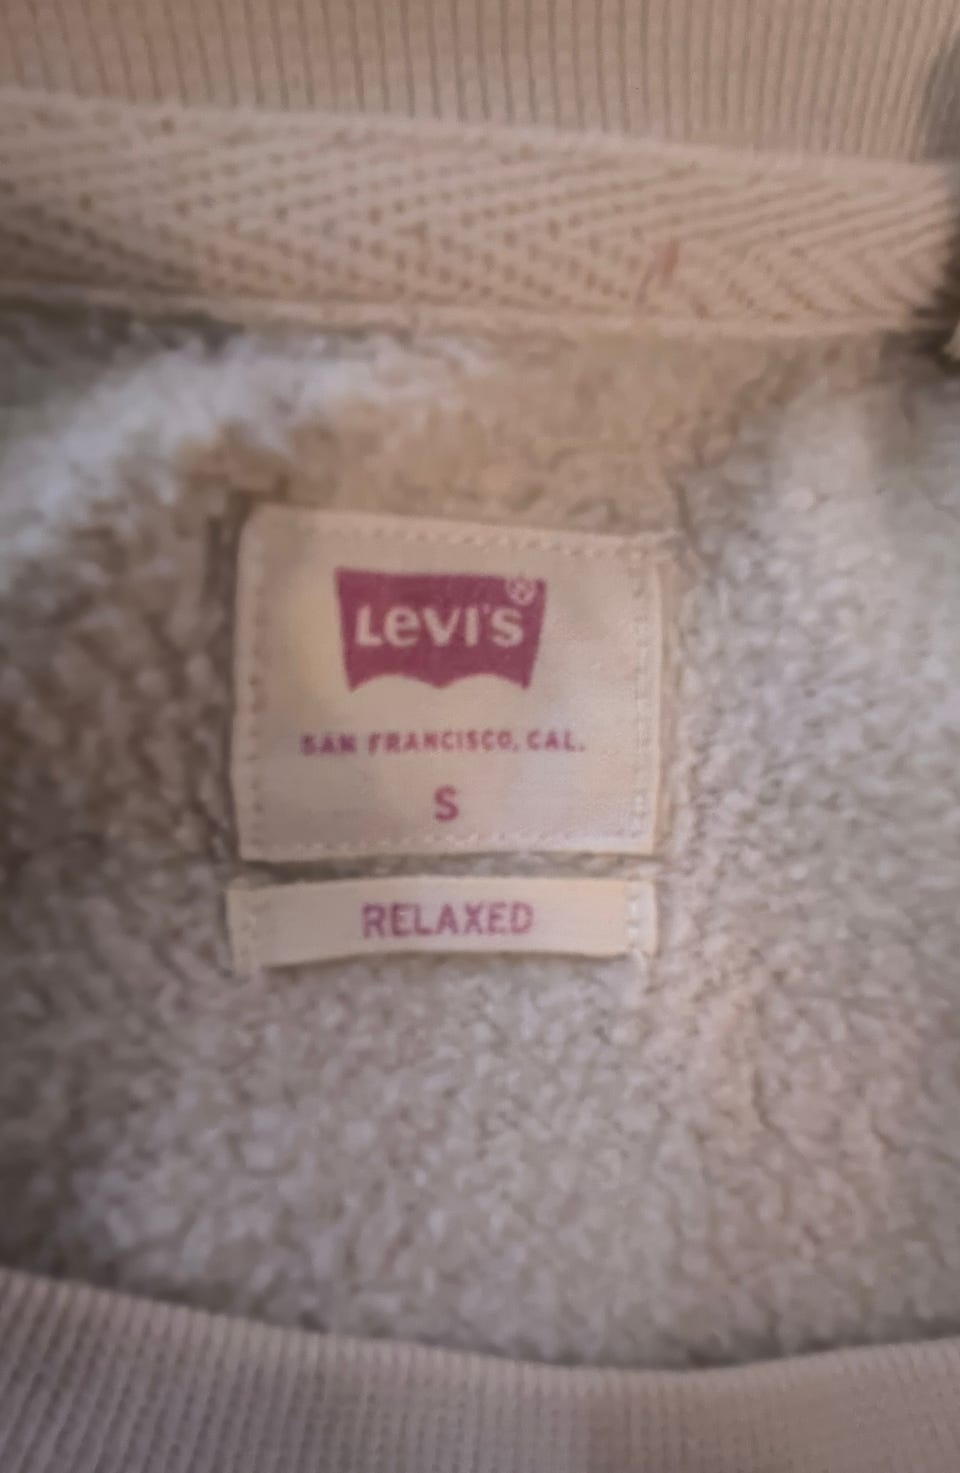 LEVI'S ®
SAN FRANCISCO, CAL.
S
RELAXED